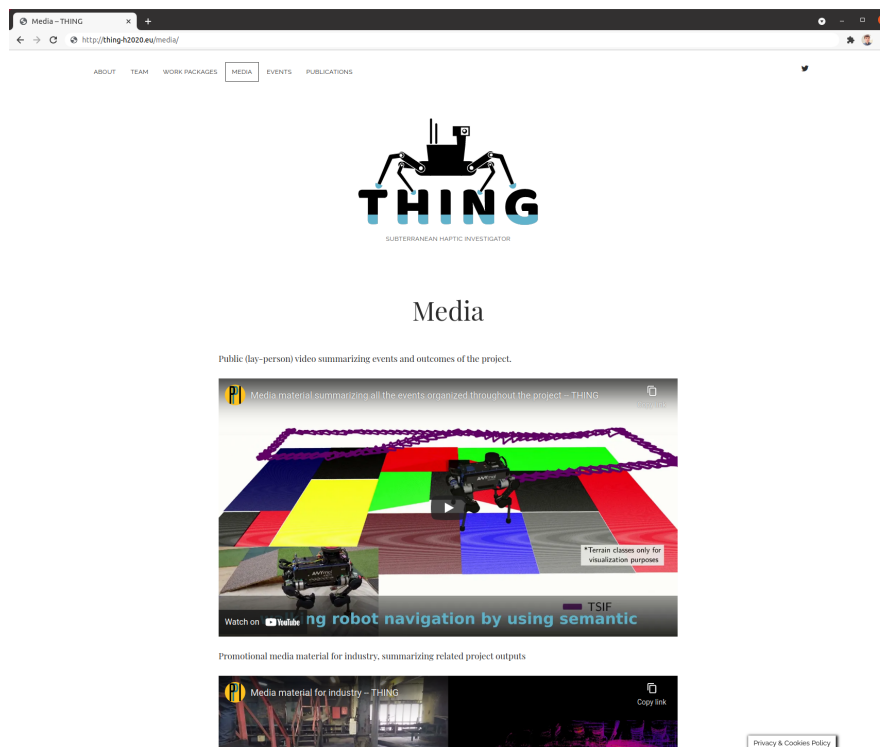 Media – THING
http://thing-h2020.eu/media/
ABOUT TEAM WORK PACKAGES MEDIA EVENTS PUBLICATIONS
THING
SUBTERRANEAN HAPTIC INVESTIGATOR
Media
Public (lay-person) video summarizing events and outcomes of the project.
Media material summarizing all the events organized throughout the project -- THING
Copy link
*Terrain classes only for
visualization purposes
TSIF
Watch on YouTube
ng robot navigation by using semantic
Promotional media material for industry, summarizing related project outputs
Media material for industry -- THING
Copy link
Privacy & Cookies Policy